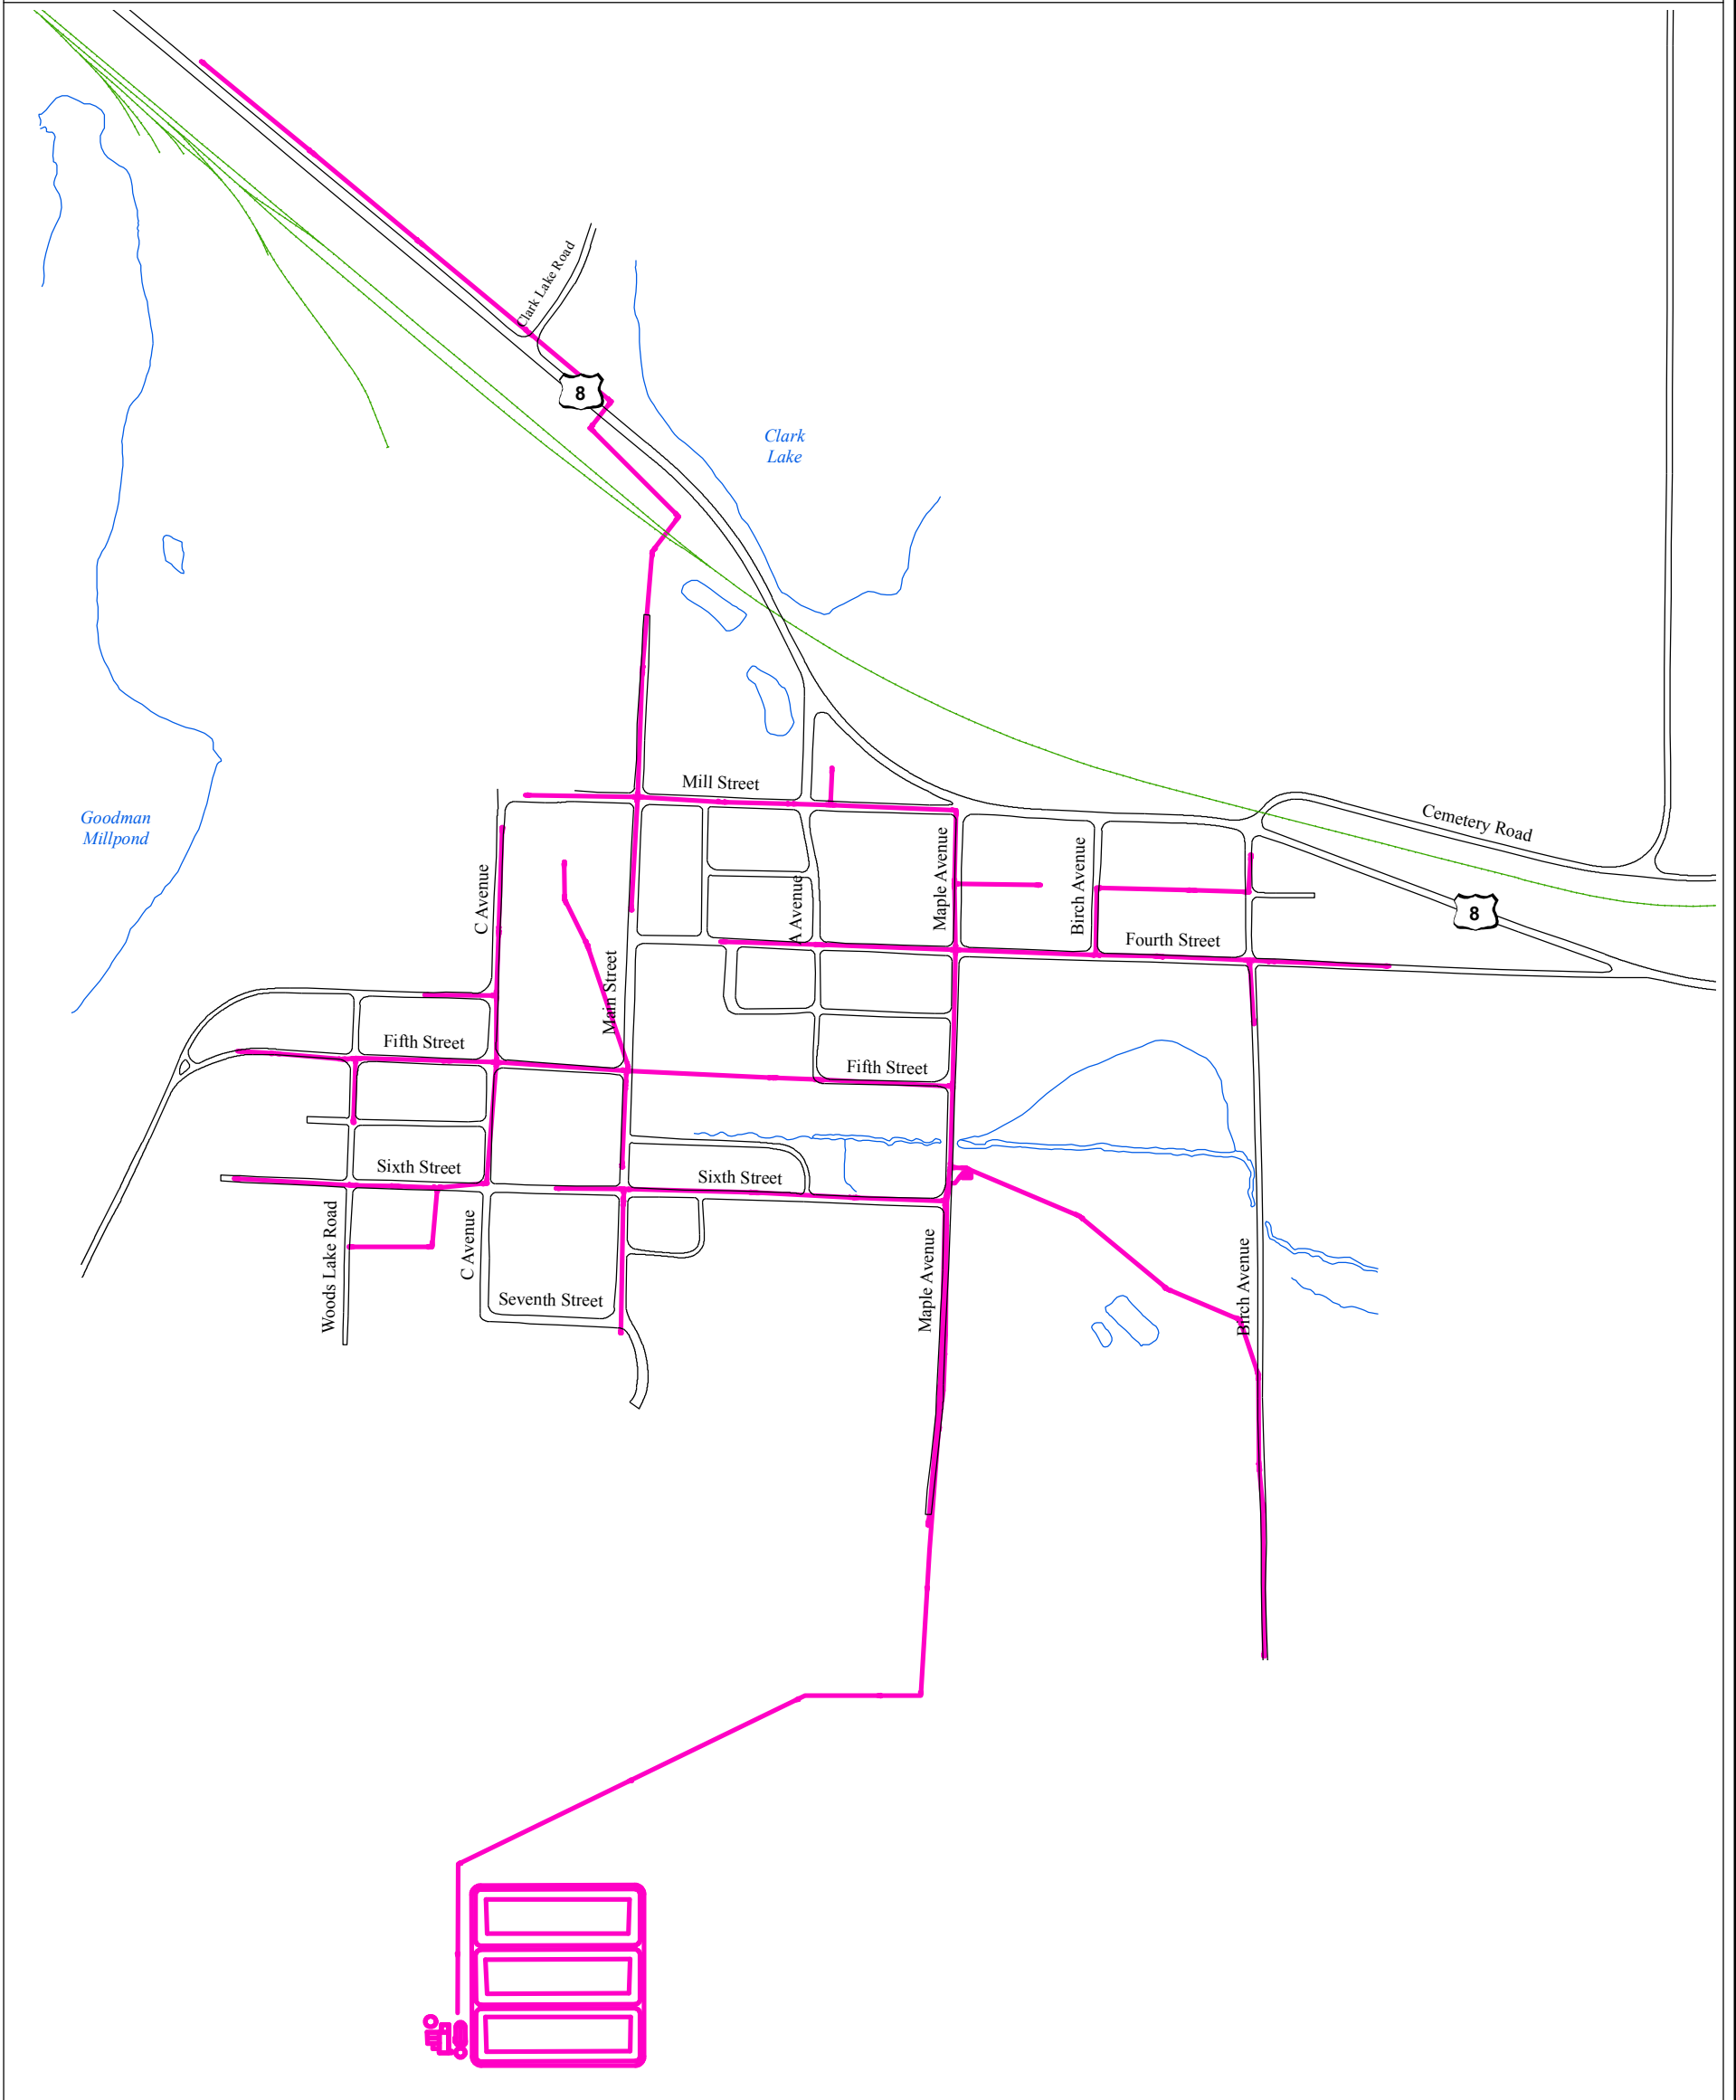 Clark Lake Road
8
Clark
Lake
Mill Street
Goodman
Millpond
Cemetery Road
C Avenue
A Avenue
Maple Avenue
Birch Avenue
8
Fourth Street
Main Street
Fifth Street
Fifth Street
Sixth Street
Sixth Street
Woods Lake Road
C Avenue
Maple Avenue
Birch Avenue
Seventh Street